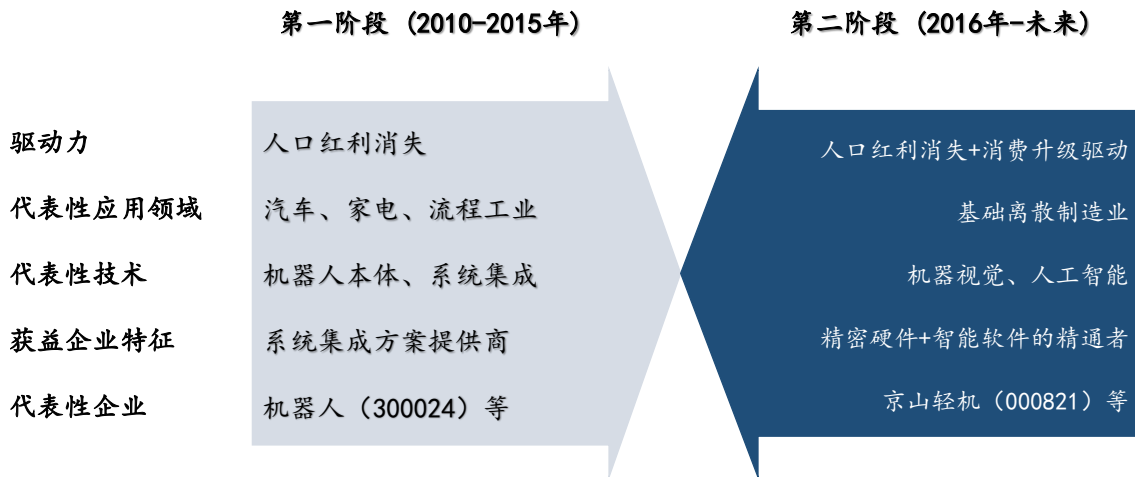 第一阶段 (2010-2015年)
第二阶段 (2016年-未来)
驱动力
人口红利消失
人口红利消失+消费升级驱动
代表性应用领域
汽车、家电、流程工业
基础离散制造业
代表性技术
机器人本体、系统集成
机器视觉、人工智能
获益企业特征
系统集成方案提供商
精密硬件+智能软件的精通者
代表性企业
机器人（300024）等
京山轻机（000821）等